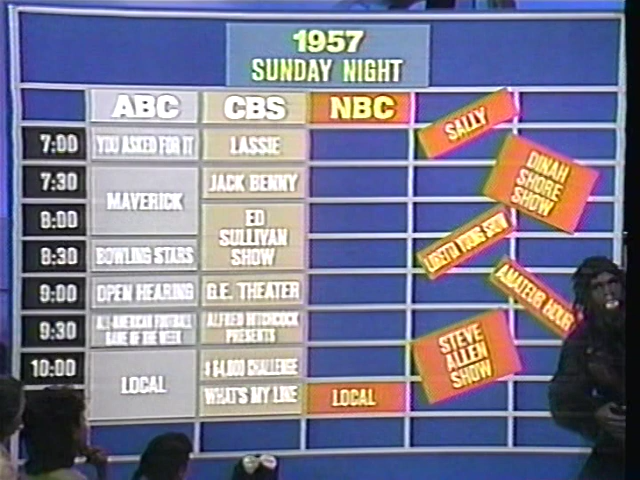 1957
SUNDAY NIGHT
ABC CBS NBC
7:00 YOU ASKED FOR IT LASSIE
7:30 MAVERICK JACK BENNY
8:00 ED
SULLIVAN
SHOW
8:30 BOWLING STARS
9:00 OPEN HEARING G.E. THEATER
9:30 ALL-AMERICAN FOOTBALL
GAME OF THE WEEK
ALFRED HITCHCOCK
PRESENTS
10:00 LOCAL $64,000 CHALLENGE
WHAT'S MY LINE LOCAL
SALLY
DINAH
SHORE
SHOW
LORETTA YOUNG SHOW
AMATEUR HOUR
STEVE
ALLEN
SHOW